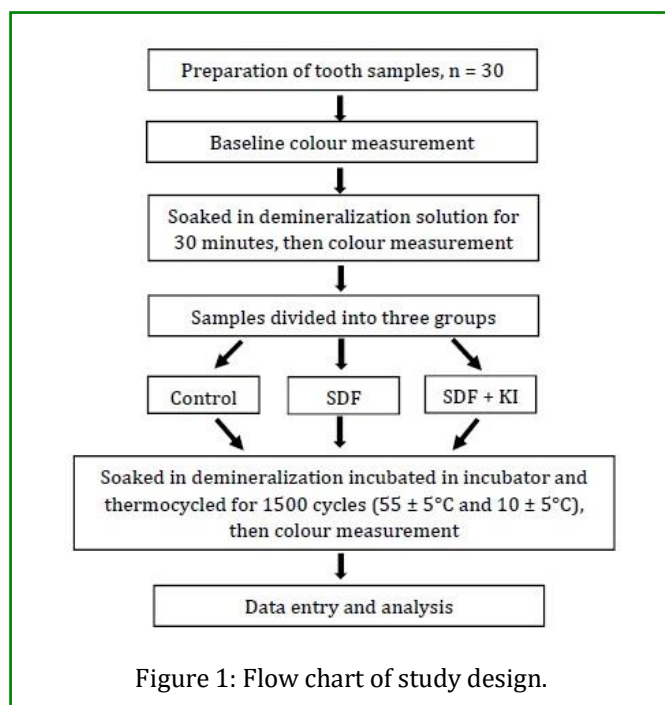 Preparation of tooth samples, n = 30
Baseline colour measurement
Soaked in demineralization solution for
30 minutes, then colour measurement
Samples divided into three groups
Control
SDF
SDF + KI
Soaked in demineralization incubated in incubator and
thermocycled for 1500 cycles (55 ± 5°C and 10 ± 5°C),
then colour measurement
Data entry and analysis
Figure 1: Flow chart of study design.